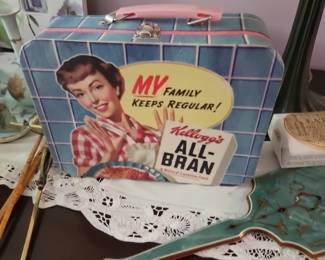 MY FAMILY
KEEPS REGULAR!
Kellogg's
ALL-
BRAN